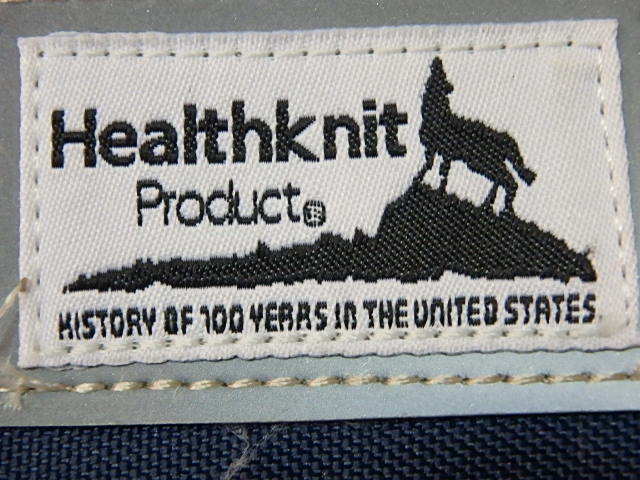 Healthknit
Product
HISTORY OF 100 YEARS IN THE UNITED STATES